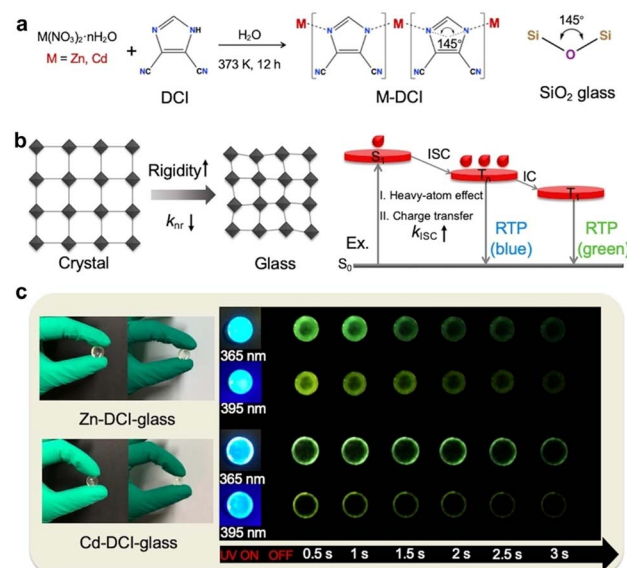 a
M(NO₃)₂·nH₂O
M = Zn, Cd
+
N
NH
NC
CN
DCI
H₂O
373 K, 12 h
M
N
N
M
N
N
M
145°
NC
CN
NC
CN
M-DCI
145°
Si
Si
O
SiO₂ glass
b
Rigidity↑
kₙᵣ ↓
Crystal
Glass
S₁
ISC
Tₙ
IC
T₁
I. Heavy-atom effect
II. Charge transfer
k_ISC ↑
Ex.
RTP
(blue)
RTP
(green)
S₀
c
365 nm
395 nm
Zn-DCI-glass
365 nm
395 nm
Cd-DCI-glass
UV ON OFF 0.5 s 1 s 1.5 s 2 s 2.5 s 3 s